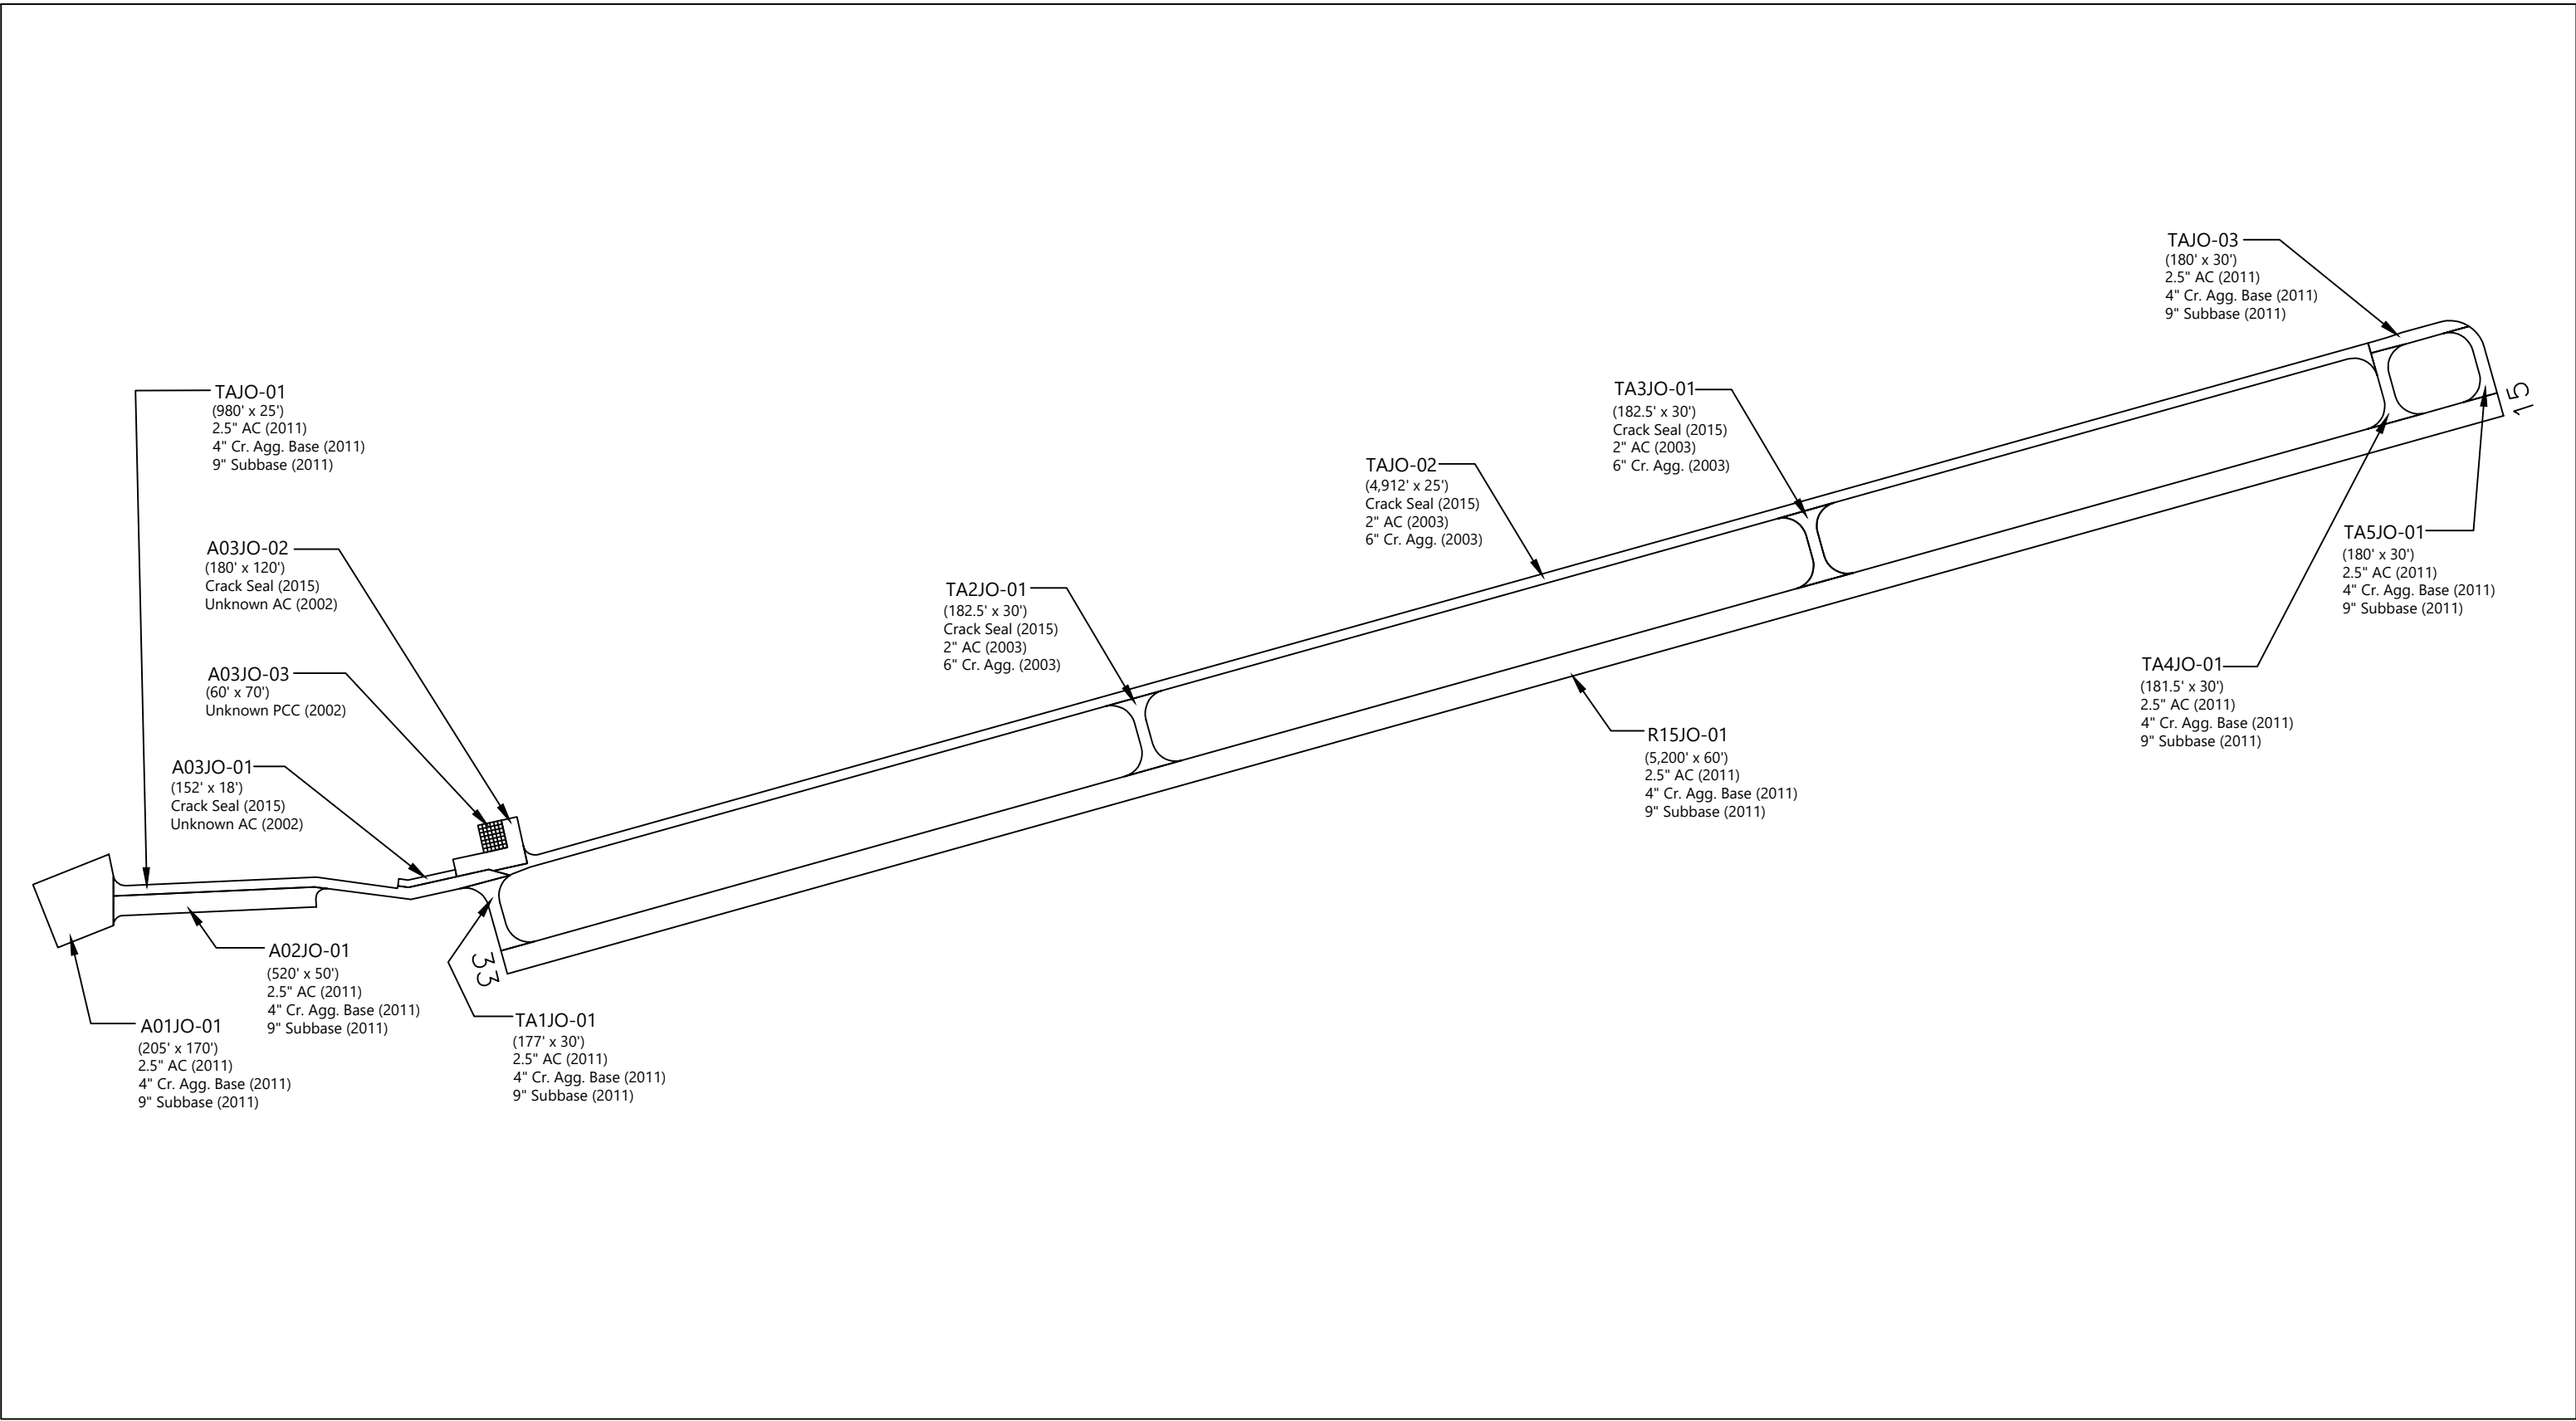 TAJO-03
(180' x 30')
2.5" AC (2011)
4" Cr. Agg. Base (2011)
9" Subbase (2011)
TAJO-01
(980' x 25')
2.5" AC (2011)
4" Cr. Agg. Base (2011)
9" Subbase (2011)
TA3JO-01
(182.5' x 30')
Crack Seal (2015)
2" AC (2003)
6" Cr. Agg. (2003)
15
TAJO-02
(4,912' x 25')
Crack Seal (2015)
2" AC (2003)
6" Cr. Agg. (2003)
TA5JO-01
(180' x 30')
2.5" AC (2011)
4" Cr. Agg. Base (2011)
9" Subbase (2011)
A03JO-02
(180' x 120')
Crack Seal (2015)
Unknown AC (2002)
TA2JO-01
(182.5' x 30')
Crack Seal (2015)
2" AC (2003)
6" Cr. Agg. (2003)
TA4JO-01
(181.5' x 30')
2.5" AC (2011)
4" Cr. Agg. Base (2011)
9" Subbase (2011)
A03JO-03
(60' x 70')
Unknown PCC (2002)
R15JO-01
(5,200' x 60')
2.5" AC (2011)
4" Cr. Agg. Base (2011)
9" Subbase (2011)
A03JO-01
(152' x 18')
Crack Seal (2015)
Unknown AC (2002)
A02JO-01
(520' x 50')
2.5" AC (2011)
4" Cr. Agg. Base (2011)
9" Subbase (2011)
33
A01JO-01
(205' x 170')
2.5" AC (2011)
4" Cr. Agg. Base (2011)
9" Subbase (2011)
TA1JO-01
(177' x 30')
2.5" AC (2011)
4" Cr. Agg. Base (2011)
9" Subbase (2011)